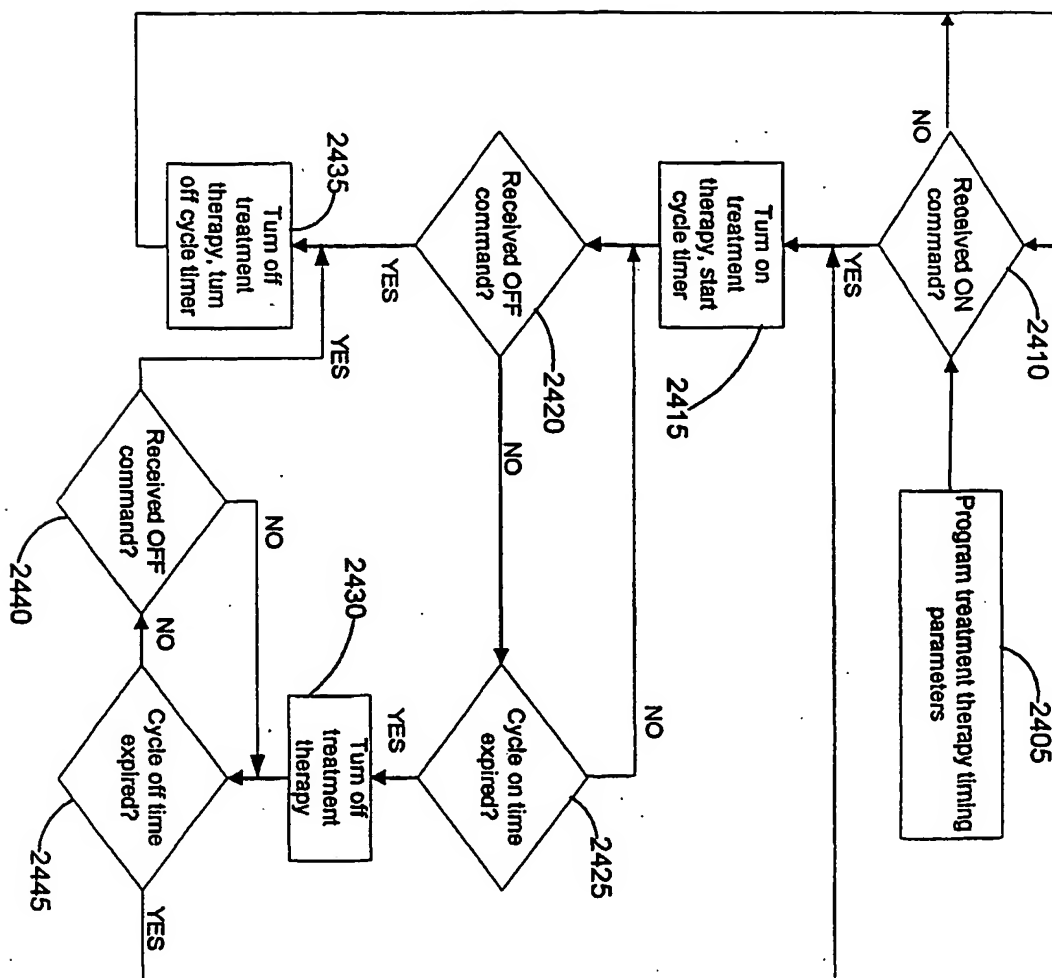 2405
Program treatment therapy timing
parameters
2410
Received ON
command?
NO
YES
2415
Turn on
treatment
therapy, start
cycle timer
2420
Received OFF
command?
NO
YES
2425
Cycle on time
expired?
NO
YES
2430
Turn off
treatment
therapy
2435
Turn off
treatment
therapy, turn
off cycle timer
2440
Received OFF
command?
NO
YES
2445
Cycle off time
expired?
NO
YES